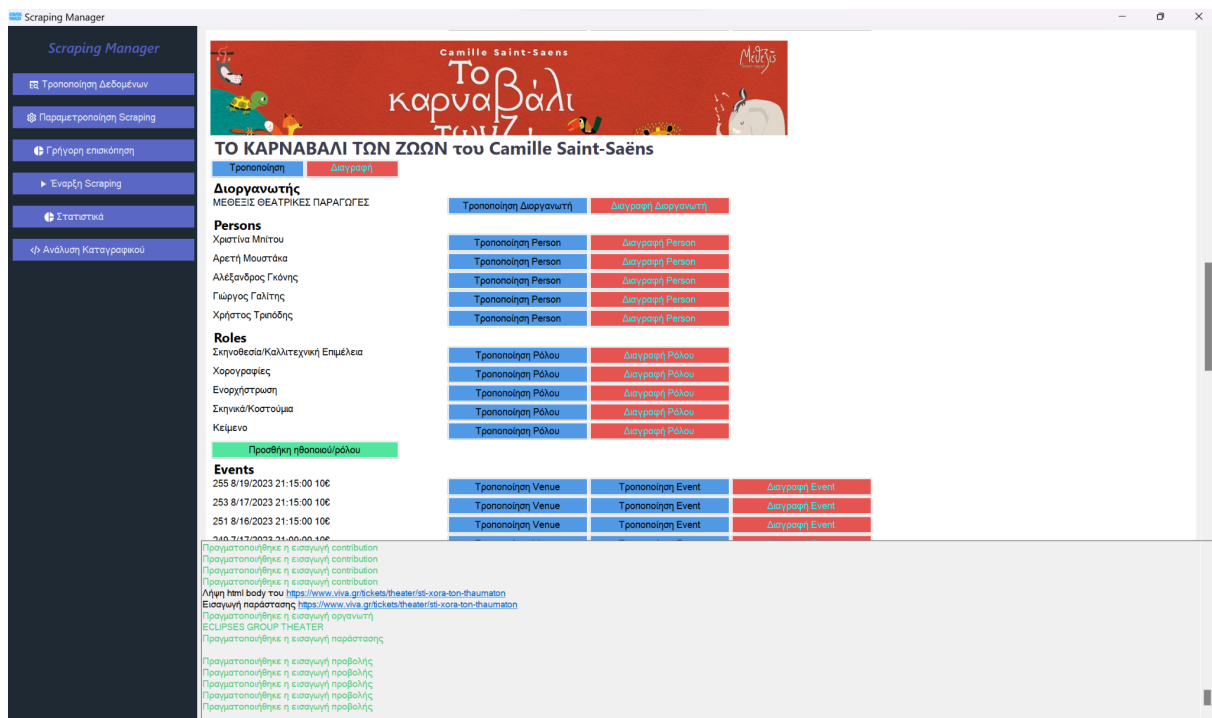 Scraping Manager
Scraping Manager
Τροποποίηση Δεδομένων
Παραμετροποίηση Scraping
Γρήγορη επισκόπηση
Έναρξη Scraping
Στατιστικά
</> Ανάλυση Καταγραφικού
Camille Saint-Saens
Μέθεξις
Το
καρναβάλι
των Ζ
ΤΟ ΚΑΡΝΑΒΑΛΙ ΤΩΝ ΖΩΩΝ του Camille Saint-Saëns
Τροποποίηση Διαγραφή
Διοργανωτής
ΜΕΘΕΞΙΣ ΘΕΑΤΡΙΚΕΣ ΠΑΡΑΓΩΓΕΣ Τροποποίηση Διοργανωτή Διαγραφή Διοργανωτή
Persons
Χριστίνα Μπίτου Τροποποίηση Person Διαγραφή Person
Αρετή Μουστάκα Τροποποίηση Person Διαγραφή Person
Αλέξανδρος Γκόνης Τροποποίηση Person Διαγραφή Person
Γιώργος Γαλίτης Τροποποίηση Person Διαγραφή Person
Χρήστος Τριπόδης Τροποποίηση Person Διαγραφή Person
Roles
Σκηνοθεσία/Καλλιτεχνική Επιμέλεια Τροποποίηση Ρόλου Διαγραφή Ρόλου
Χορογραφίες Τροποποίηση Ρόλου Διαγραφή Ρόλου
Ενορχήστρωση Τροποποίηση Ρόλου Διαγραφή Ρόλου
Σκηνικά/Κοστούμια Τροποποίηση Ρόλου Διαγραφή Ρόλου
Κείμενο Τροποποίηση Ρόλου Διαγραφή Ρόλου
Προσθήκη ηθοποιού/ρόλου
Events
255 8/19/2023 21:15:00 10€ Τροποποίηση Venue Τροποποίηση Event Διαγραφή Event
253 8/17/2023 21:15:00 10€ Τροποποίηση Venue Τροποποίηση Event Διαγραφή Event
251 8/16/2023 21:15:00 10€ Τροποποίηση Venue Τροποποίηση Event Διαγραφή Event
249 7/17/2023 21:00:00 10€
Πραγματοποιήθηκε η εισαγωγή contribution
Πραγματοποιήθηκε η εισαγωγή contribution
Πραγματοποιήθηκε η εισαγωγή contribution
Πραγματοποιήθηκε η εισαγωγή contribution
Λήψη html body του https://www.viva.gr/tickets/theater/sti-xora-ton-thaumaton
Εισαγωγή παράστασης https://www.viva.gr/tickets/theater/sti-xora-ton-thaumaton
Πραγματοποιήθηκε η εισαγωγή οργανωτή
ECLIPSES GROUP THEATER
Πραγματοποιήθηκε η εισαγωγή παράστασης
Πραγματοποιήθηκε η εισαγωγή προβολής
Πραγματοποιήθηκε η εισαγωγή προβολής
Πραγματοποιήθηκε η εισαγωγή προβολής
Πραγματοποιήθηκε η εισαγωγή προβολής
Πραγματοποιήθηκε η εισαγωγή προβολής